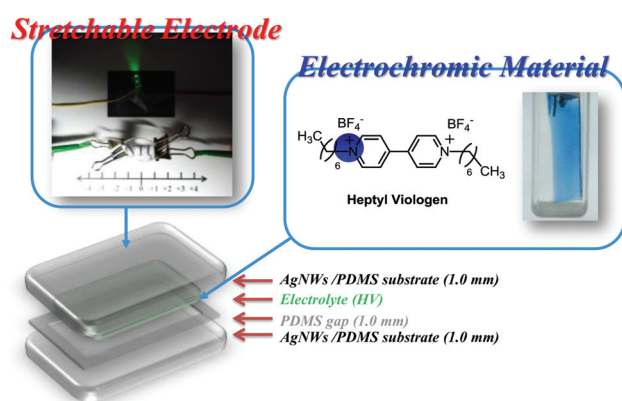 Stretchable Electrode
Electrochromic Material
-4 -3 -2 -1 0 +1 +2 +3 +4
BF4-
BF4-
H3C
+
N
6
+
N
6
CH3
Heptyl Viologen
AgNWs /PDMS substrate (1.0 mm)
Electrolyte (HV)
PDMS gap (1.0 mm)
AgNWs /PDMS substrate (1.0 mm)